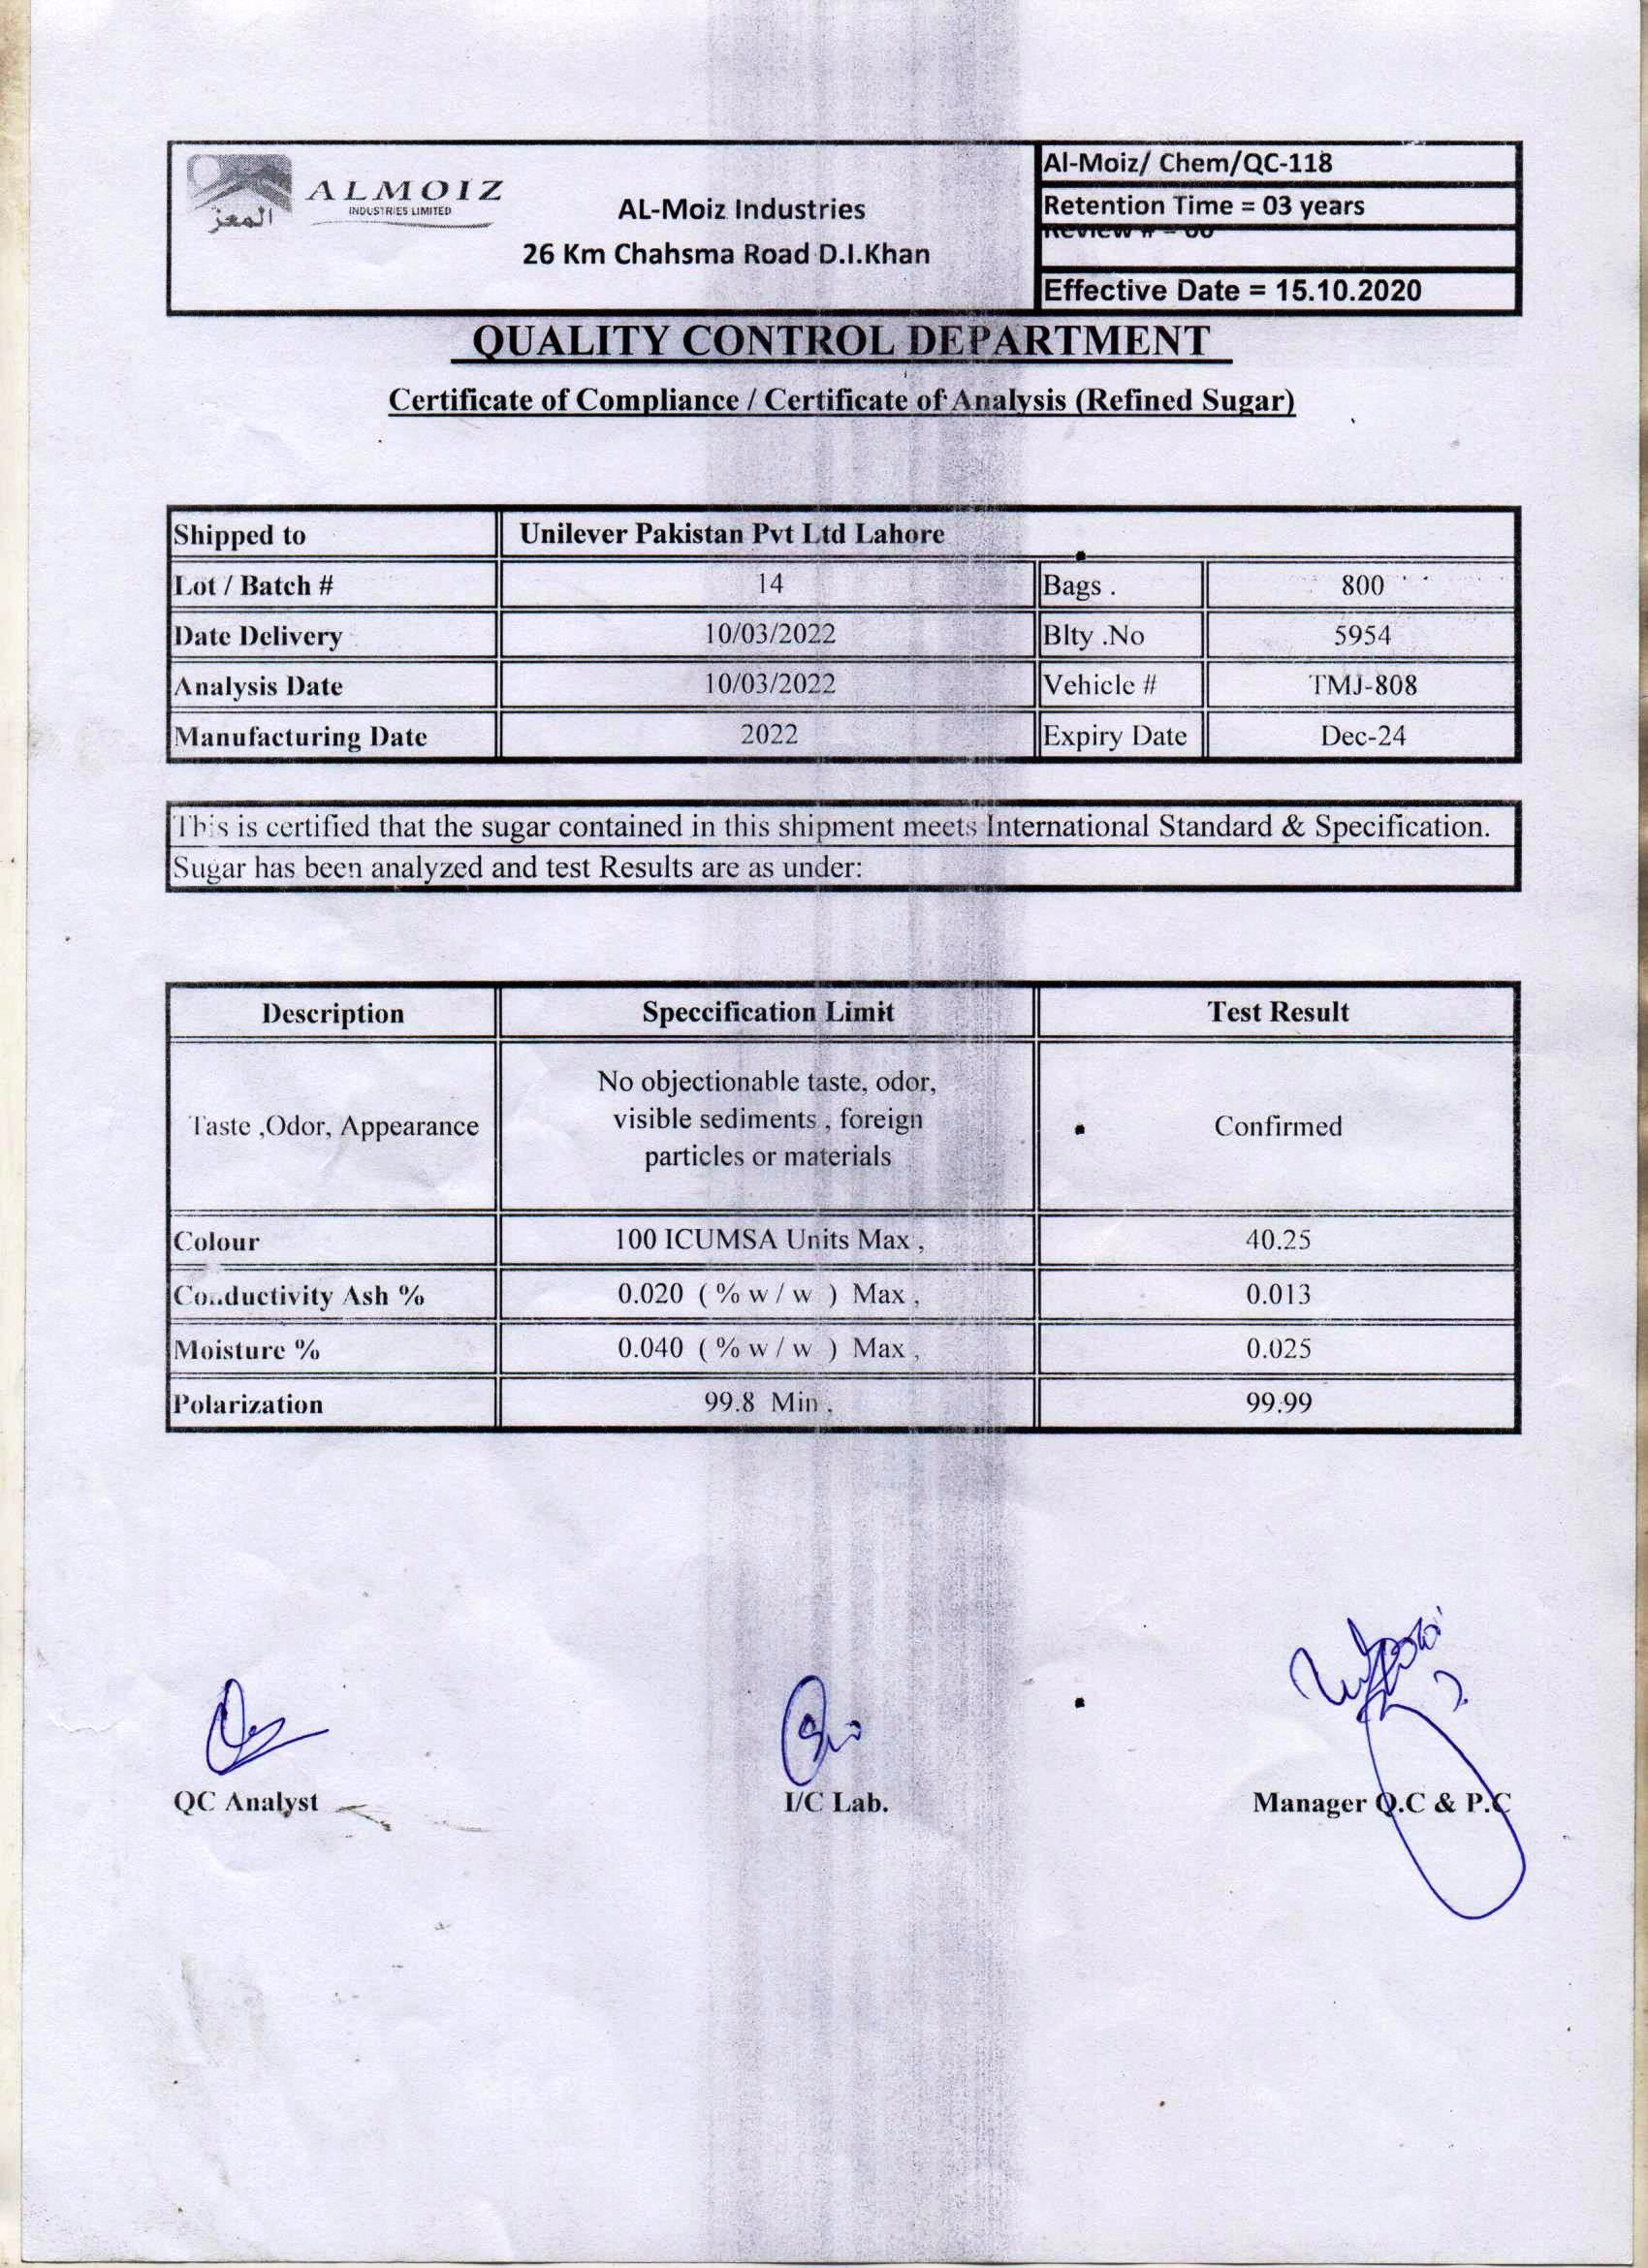 ALMOIZ
INDUSTRIES LIMITED
المعز
AL-Moiz Industries
26 Km Chahsma Road D.I.Khan
Al-Moiz/ Chem/QC-118
Retention Time = 03 years
Review # = 00
Effective Date = 15.10.2020
QUALITY CONTROL DEPARTMENT
Certificate of Compliance / Certificate of Analysis (Refined Sugar)
Shipped to Unilever Pakistan Pvt Ltd Lahore
Lot / Batch # 14 Bags . 800
Date Delivery 10/03/2022 Blty .No 5954
Analysis Date 10/03/2022 Vehicle # TMJ-808
Manufacturing Date 2022 Expiry Date Dec-24
This is certified that the sugar contained in this shipment meets International Standard & Specification.
Sugar has been analyzed and test Results are as under:
Description Speccification Limit Test Result
Taste ,Odor, Appearance No objectionable taste, odor,
visible sediments , foreign
particles or materials
Confirmed
Colour 100 ICUMSA Units Max , 40.25
Conductivity Ash % 0.020 ( % w / w ) Max , 0.013
Moisture % 0.040 ( % w / w ) Max , 0.025
Polarization 99.8 Min . 99.99
QC Analyst I/C Lab. Manager Q.C & P.C